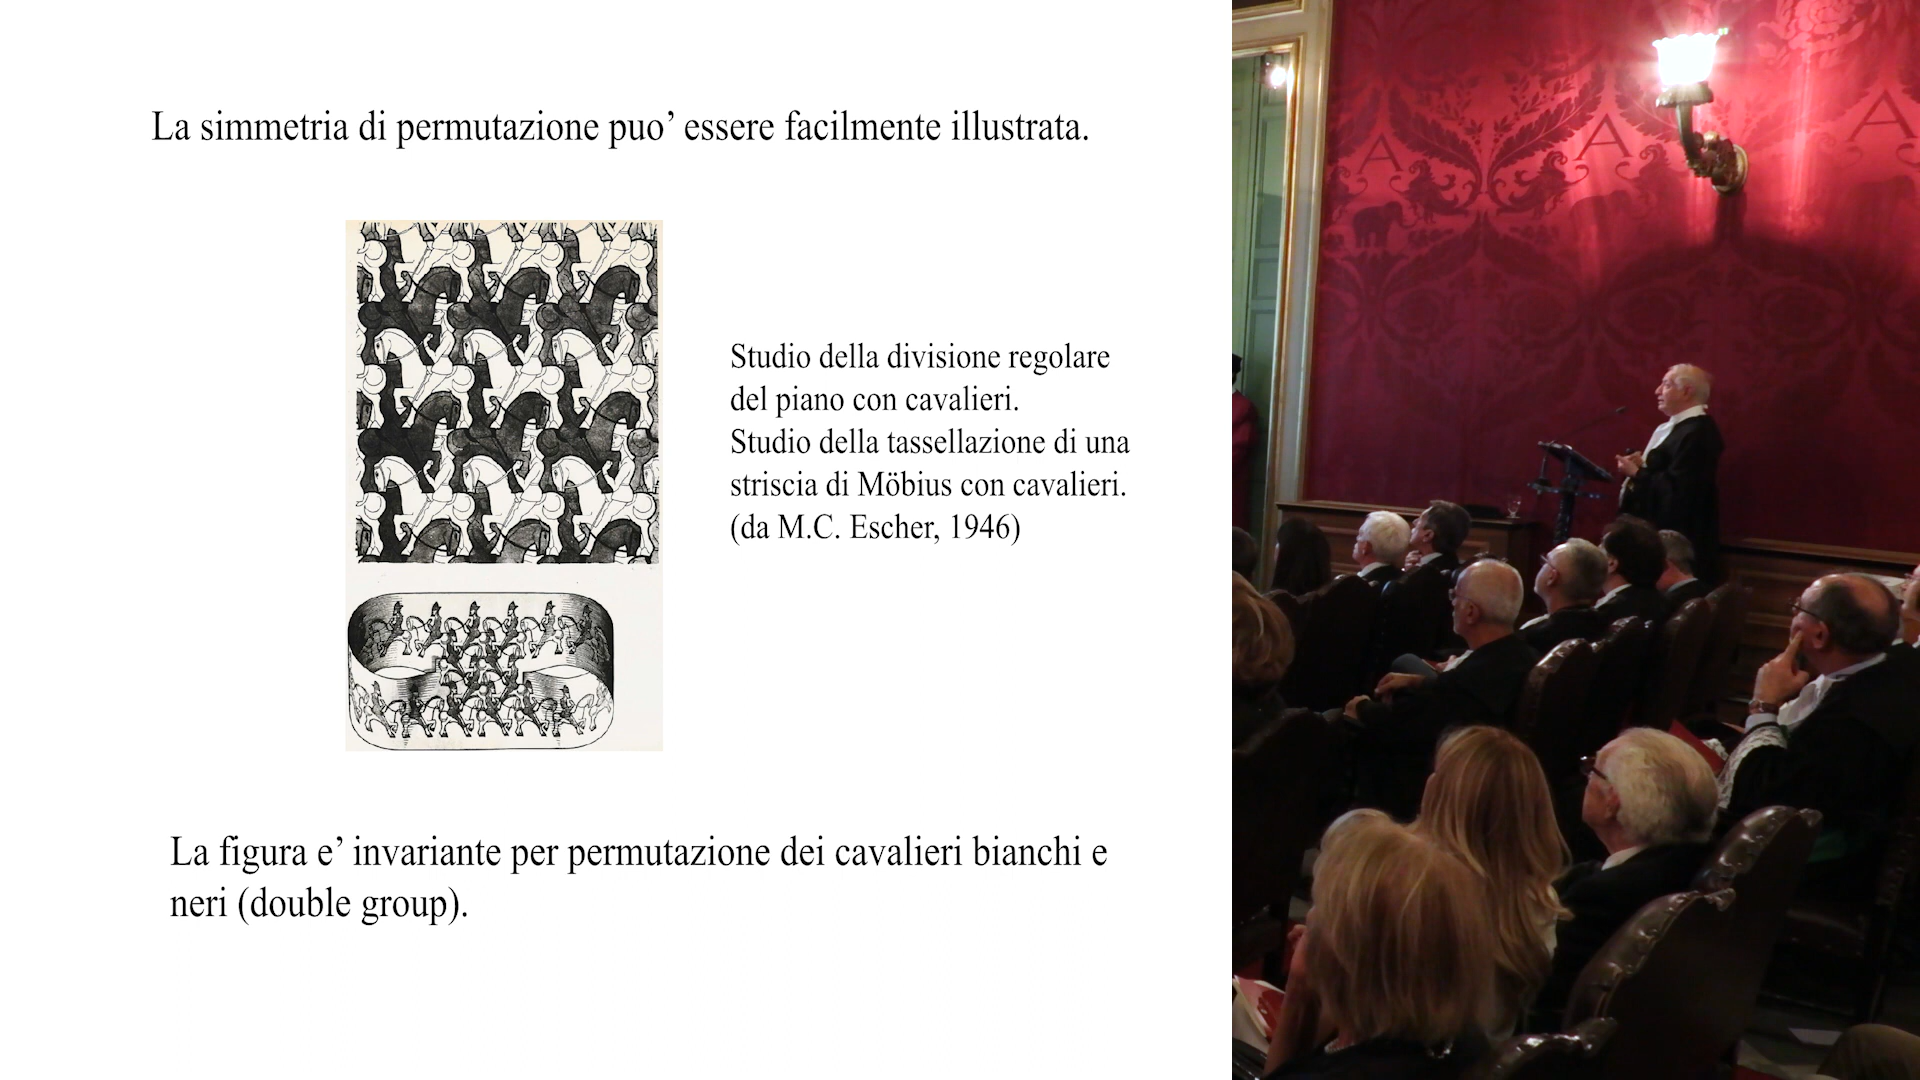 La simmetria di permutazione puo’ essere facilmente illustrata.
Studio della divisione regolare
del piano con cavalieri.
Studio della tassellazione di una
striscia di Möbius con cavalieri.
(da M.C. Escher, 1946)
La figura e’ invariante per permutazione dei cavalieri bianchi e
neri (double group).
A A A